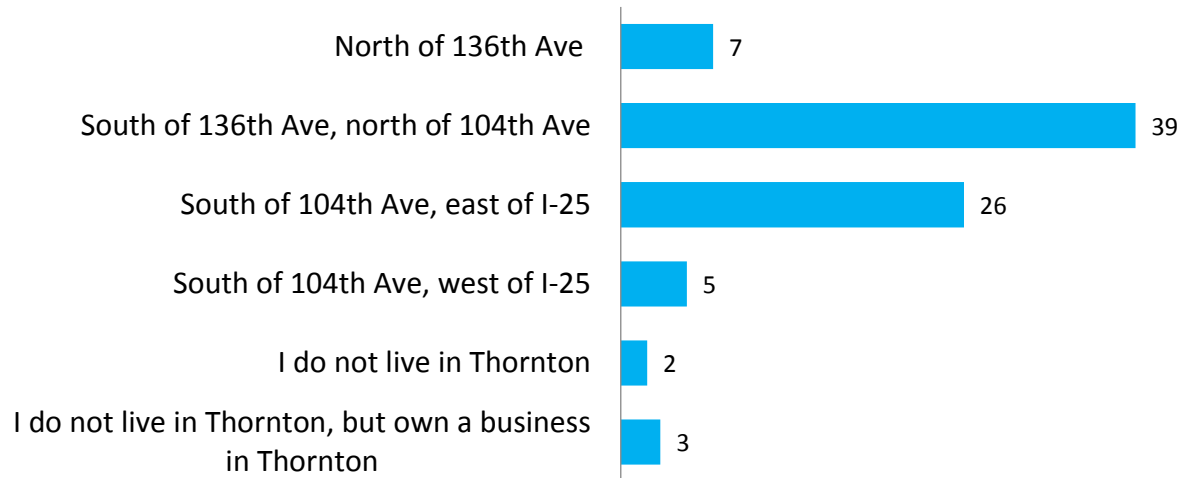 North of 136th Ave 7
South of 136th Ave, north of 104th Ave 39
South of 104th Ave, east of I-25 26
South of 104th Ave, west of I-25 5
I do not live in Thornton 2
I do not live in Thornton, but own a business
in Thornton 3